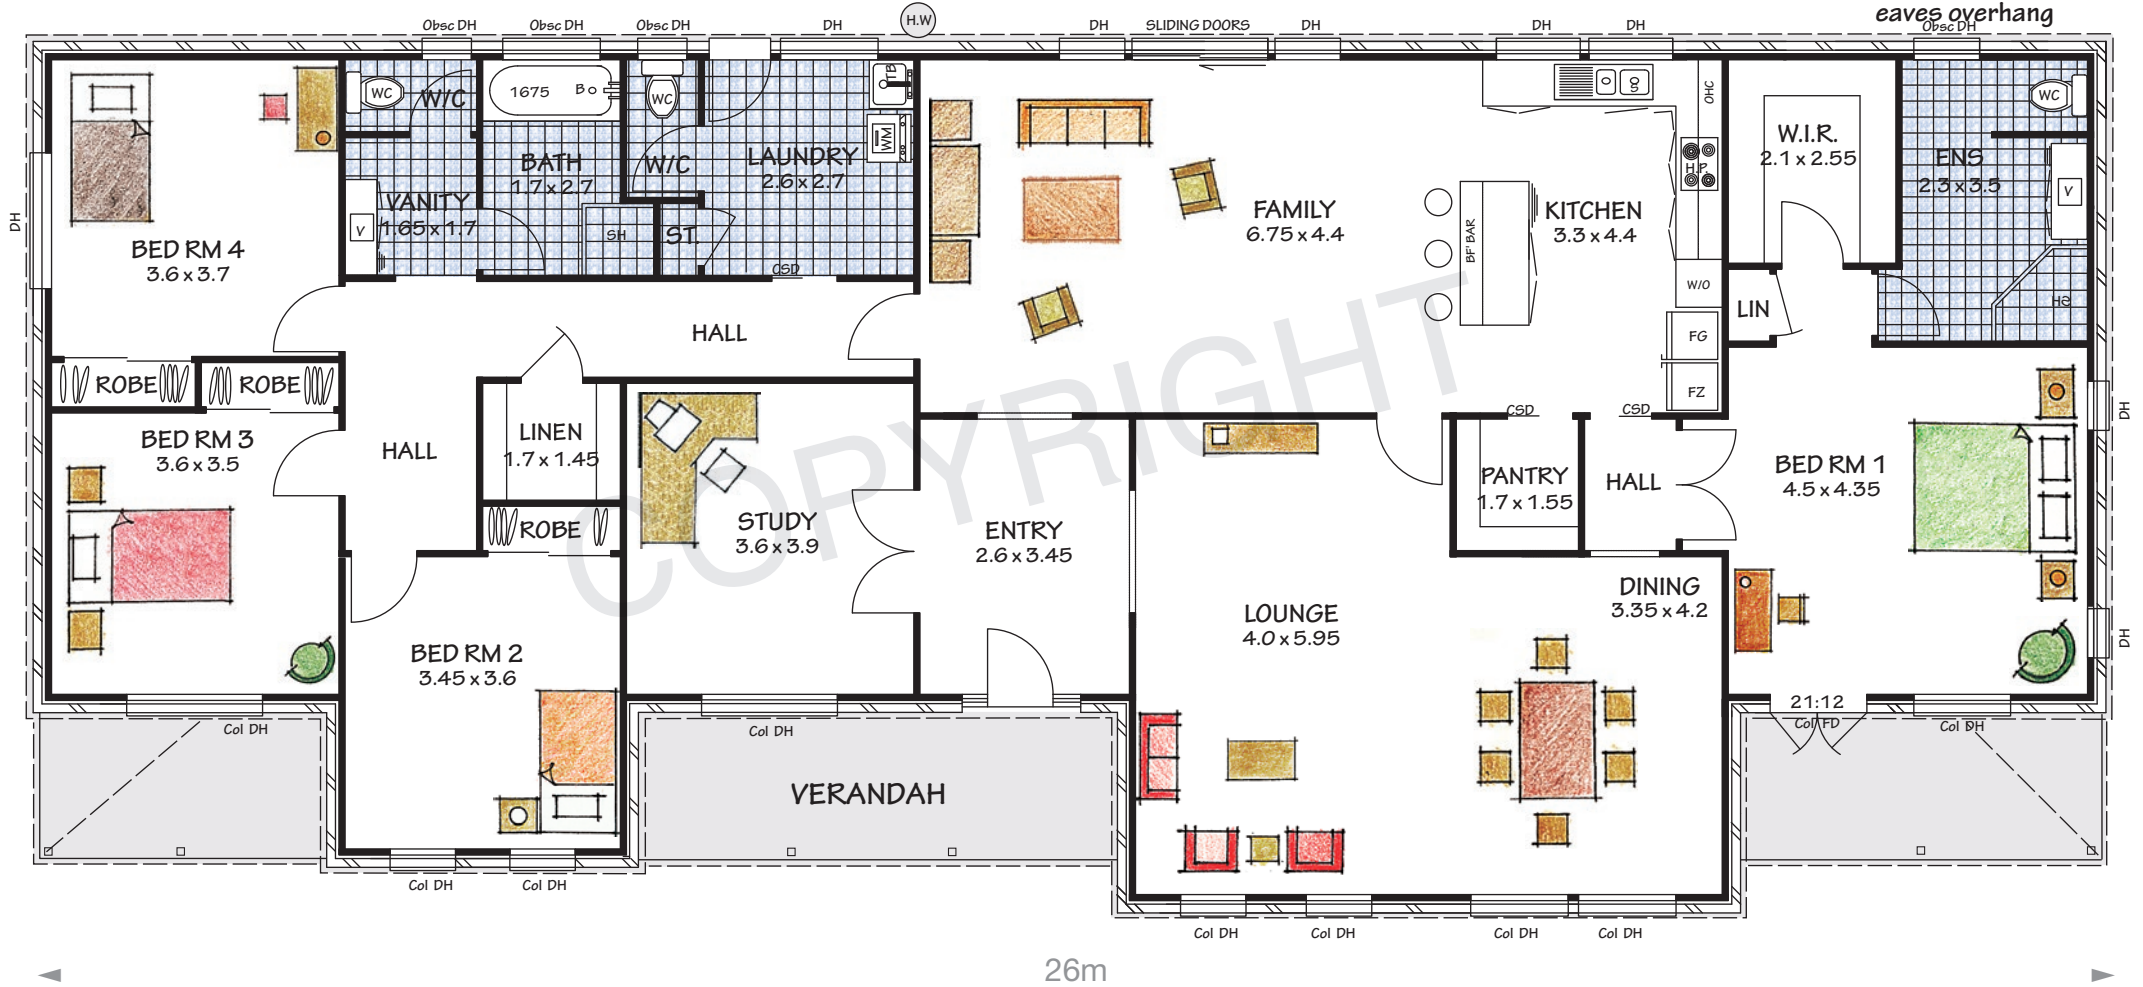 eaves overhang
Obsc DH
Obsc DH
Obsc DH
DH
H.W
DH
SLIDING DOORS
DH
DH
DH
Obsc DH
WC
W/C
1675
B
WC
TB
WM
W/C
BATH
1.7 x 2.7
LAUNDRY
2.6 x 2.7
VANITY
1.65 x 1.7
V
SH
ST.
CSD
DH
BED RM 4
3.6 x 3.7
FAMILY
6.75 x 4.4
KITCHEN
3.3 x 4.4
BF' BAR
OHC
H.P.
W/O
FG
FZ
W.I.R.
2.1 x 2.55
ENS
2.3 x 3.5
WC
V
SH
LIN
HALL
ROBE
ROBE
BED RM 3
3.6 x 3.5
HALL
LINEN
1.7 x 1.45
ROBE
STUDY
3.6 x 3.9
ENTRY
2.6 x 3.45
COPYRIGHT
CSD
CSD
PANTRY
1.7 x 1.55
HALL
BED RM 1
4.5 x 4.35
DH
DH
BED RM 2
3.45 x 3.6
LOUNGE
4.0 x 5.95
DINING
3.35 x 4.2
21:12
Col FD
Col DH
Col DH
Col DH
VERANDAH
Col DH
Col DH
Col DH
Col DH
Col DH
Col DH
26m